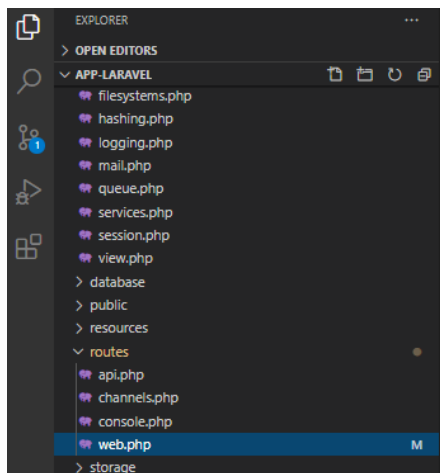 EXPLORER ...
> OPEN EDITORS
APP-LARAVEL
filesystems.php
hashing.php
logging.php
mail.php
queue.php
services.php
session.php
view.php
> database
> public
> resources
routes
api.php
channels.php
console.php
1
web.php M
> storage